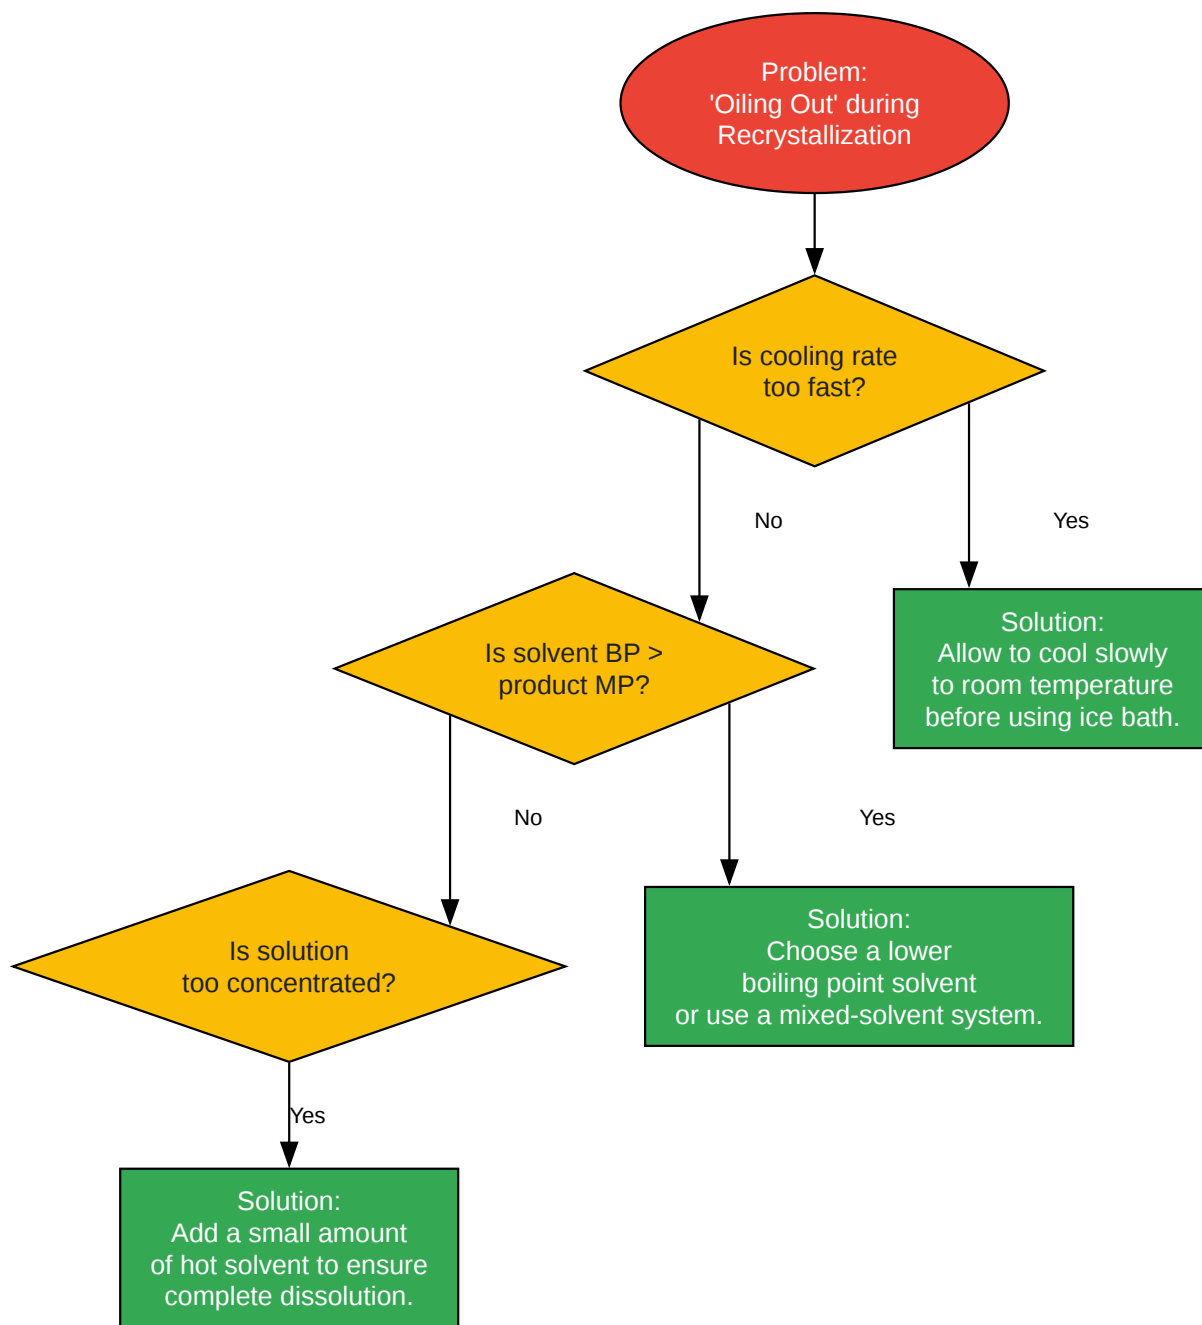 Problem:
'Oiling Out' during
Recrystallization
Is cooling rate
too fast?
No
Yes
Solution:
Allow to cool slowly
to room temperature
before using ice bath.
Is solvent BP >
product MP?
No
Yes
Solution:
Choose a lower
boiling point solvent
or use a mixed-solvent system.
Is solution
too concentrated?
Yes
Solution:
Add a small amount
of hot solvent to ensure
complete dissolution.